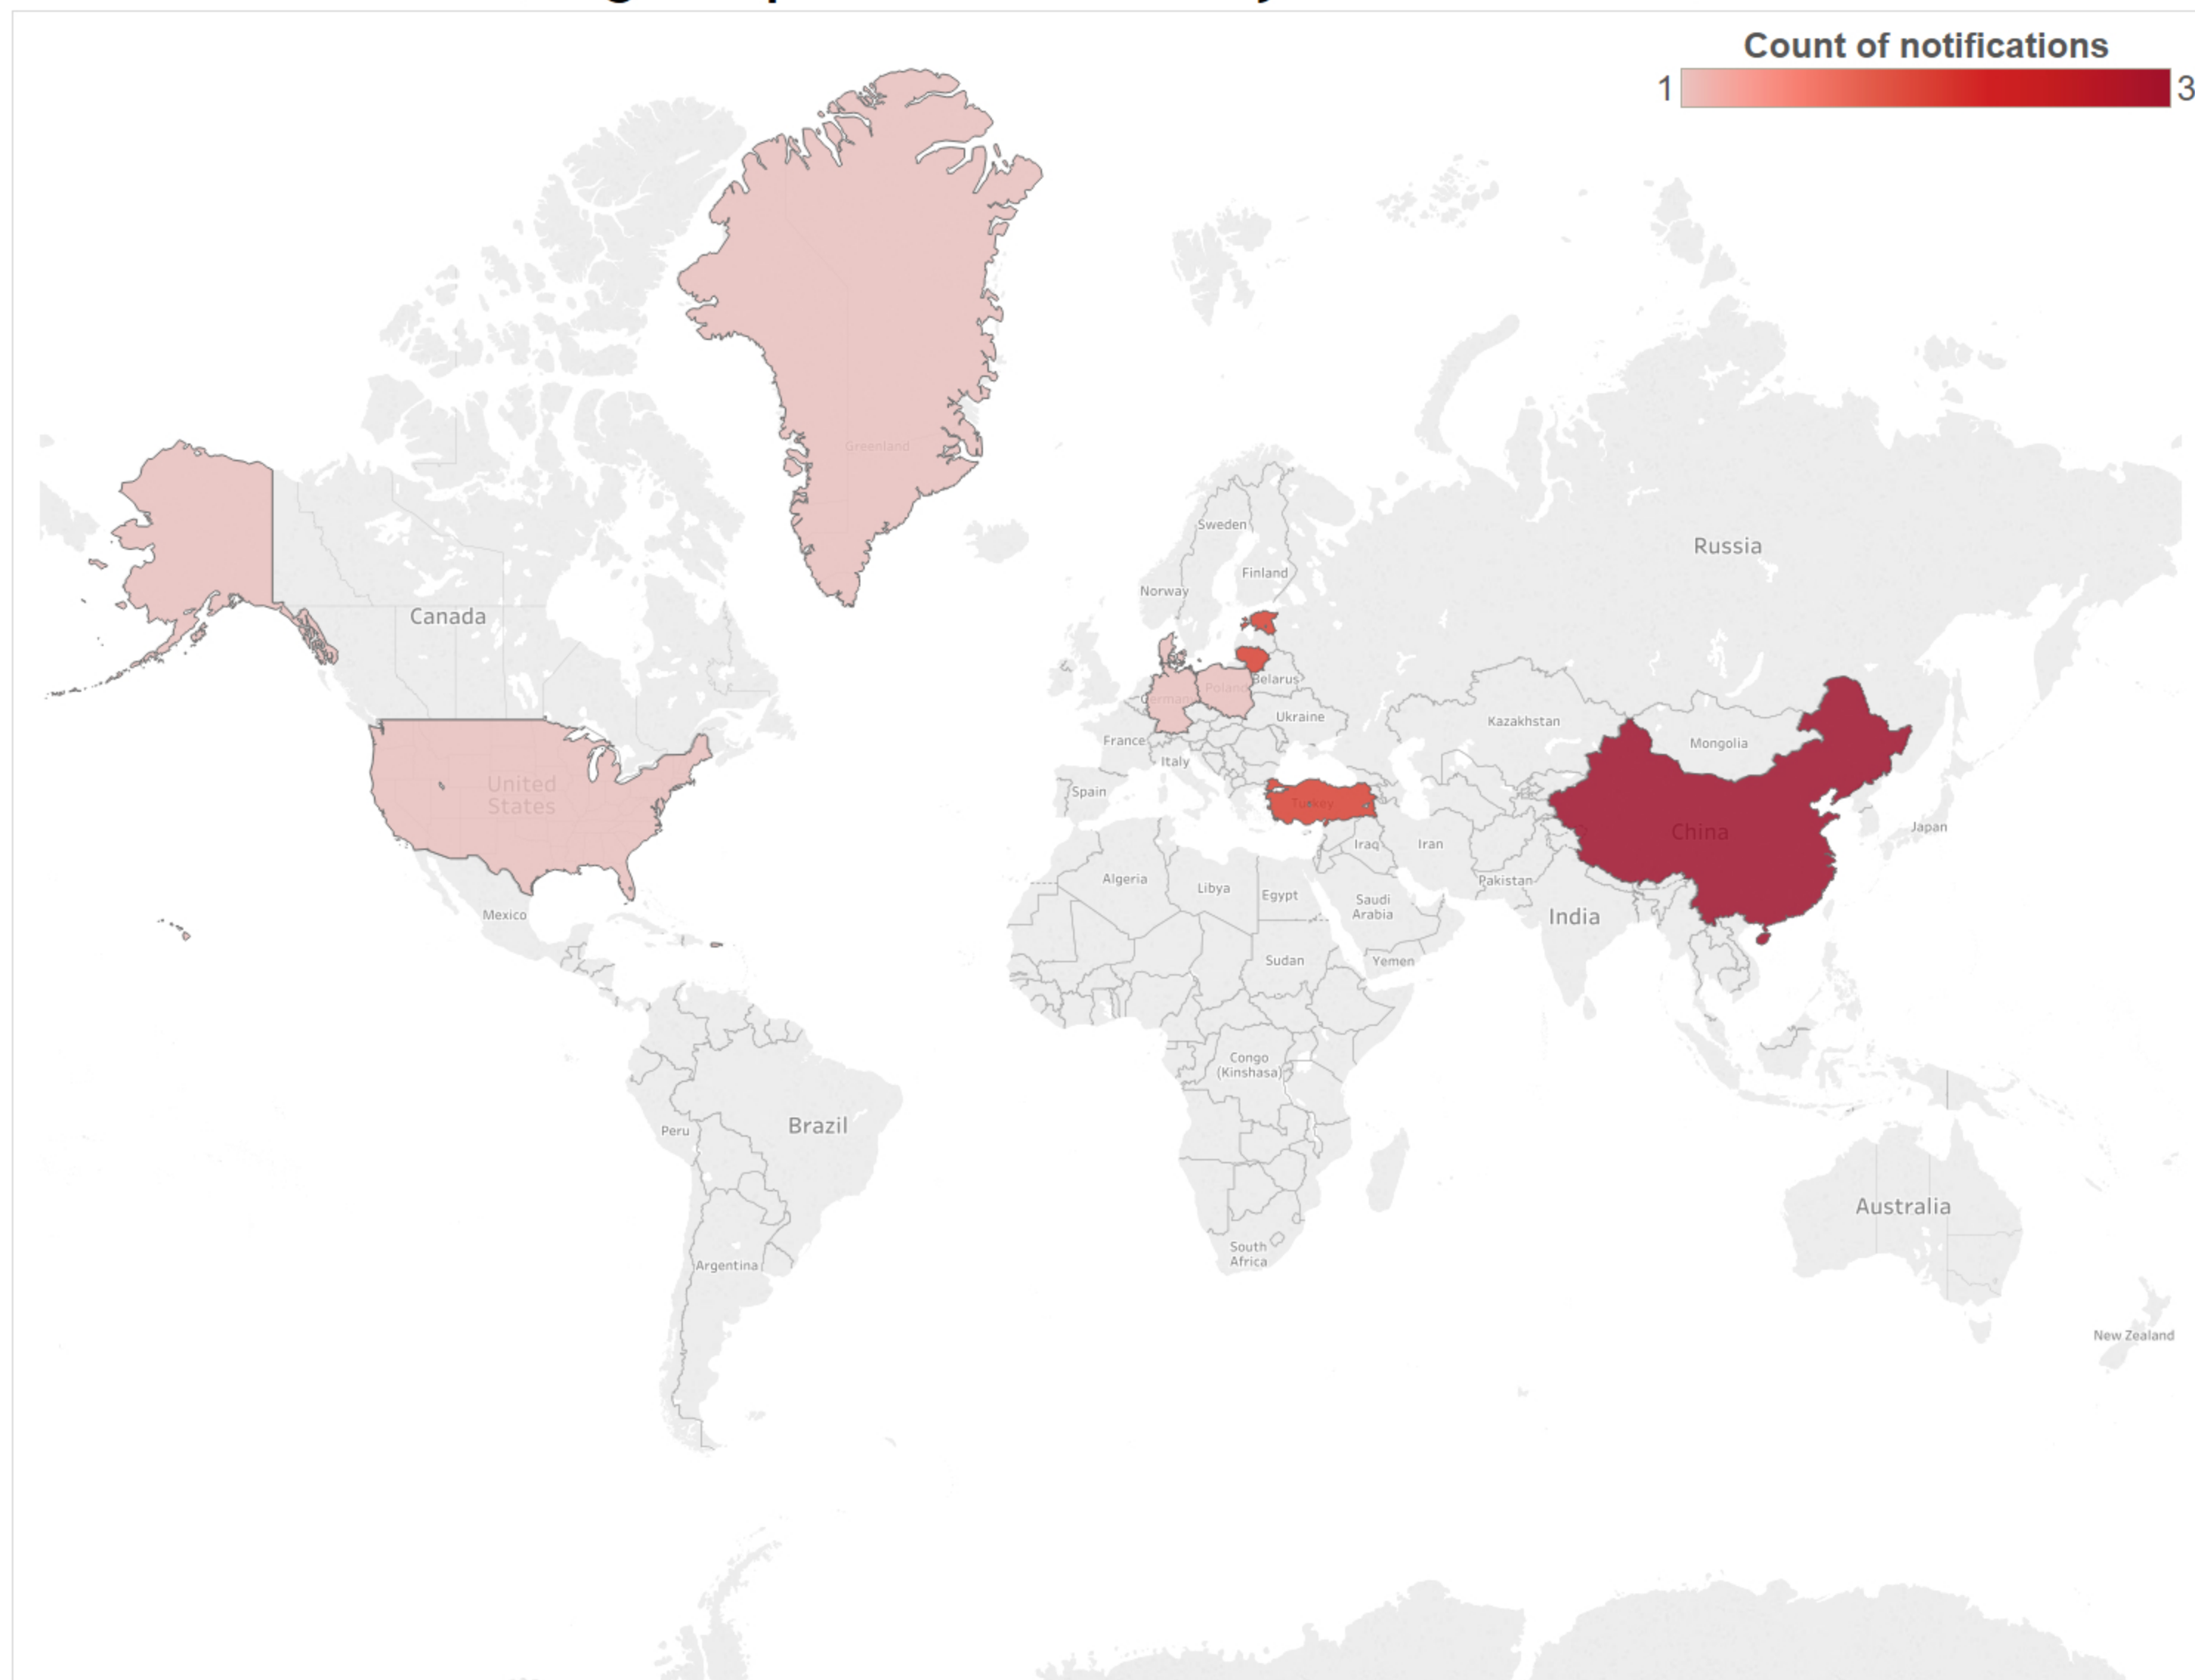 Count of notifications
1
3
Greenland
Sweden
Russia
Finland
Norway
Canada
Belarus
Germany
Poland
Ukraine
Kazakhstan
France
Mongolia
Italy
United
States
Spain
Turkey
China
Japan
Iraq
Iran
Algeria
Pakistan
Libya
Egypt
Saudi
Arabia
Mexico
India
Sudan
Yemen
Congo
(Kinshasa)
Brazil
Peru
Australia
South
Africa
Argentina
New Zealand